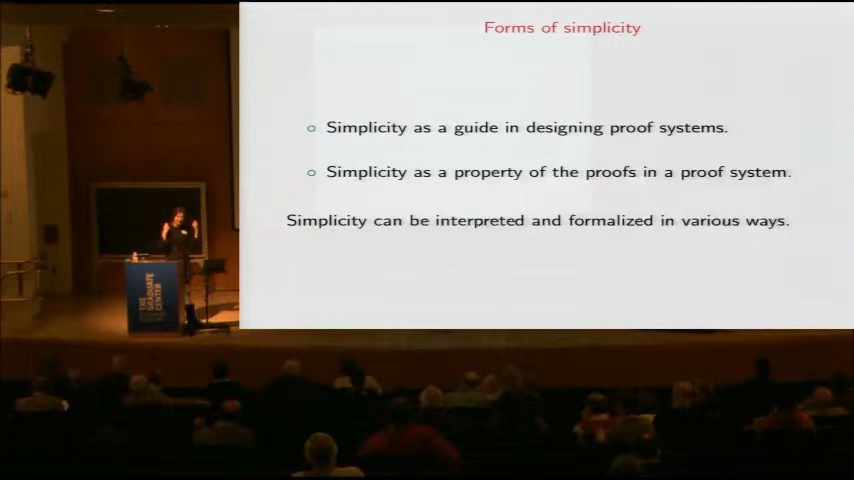 Forms of simplicity
Simplicity as a guide in designing proof systems.
Simplicity as a property of the proofs in a proof system.
Simplicity can be interpreted and formalized in various ways.
THE
GRADUATE
CENTER